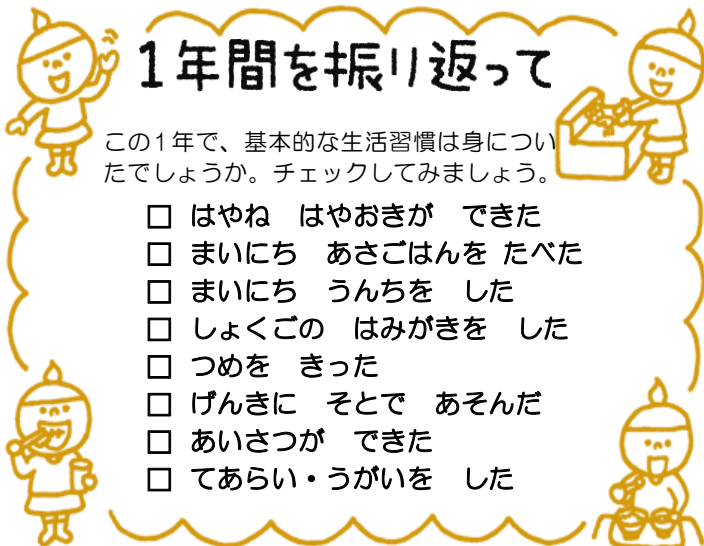 1年間を振り返って
この1年で、基本的な生活習慣は身につい
たでしょうか。チェックしてみましょう。
□ はやね　はやおきが　できた
□ まいにち　あさごはんを たべた
□ まいにち　うんちを　した
□ しょくごの　はみがきを　した
□ つめを　きった
□ げんきに　そとで　あそんだ
□ あいさつが　できた
□ てあらい・うがいを　した